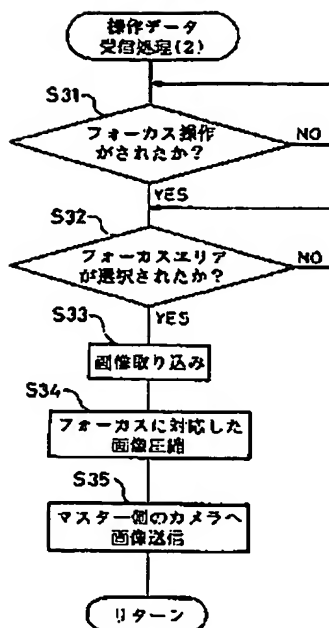 操作データ
受信処理(2)
S31
フォーカス操作
がされたか？
NO
YES
S32
フォーカスエリア
が選択されたか？
NO
YES
S33
画像取り込み
S34
フォーカスに対応した
画像圧縮
S35
マスター側のカメラへ
画像送信
リターン